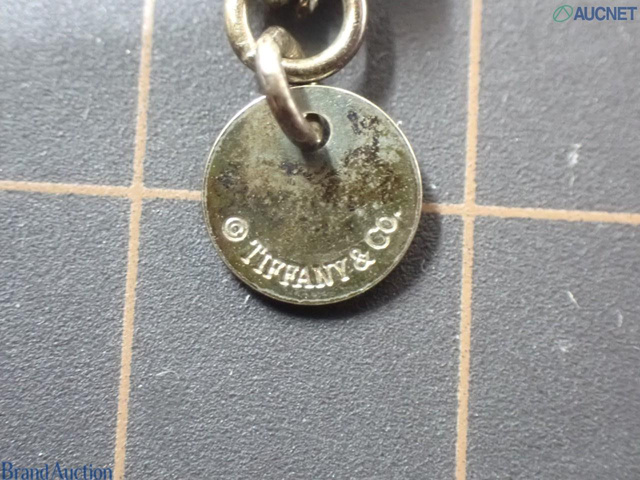 AUCNET
© TIFFANY & CO.
Brand Auction